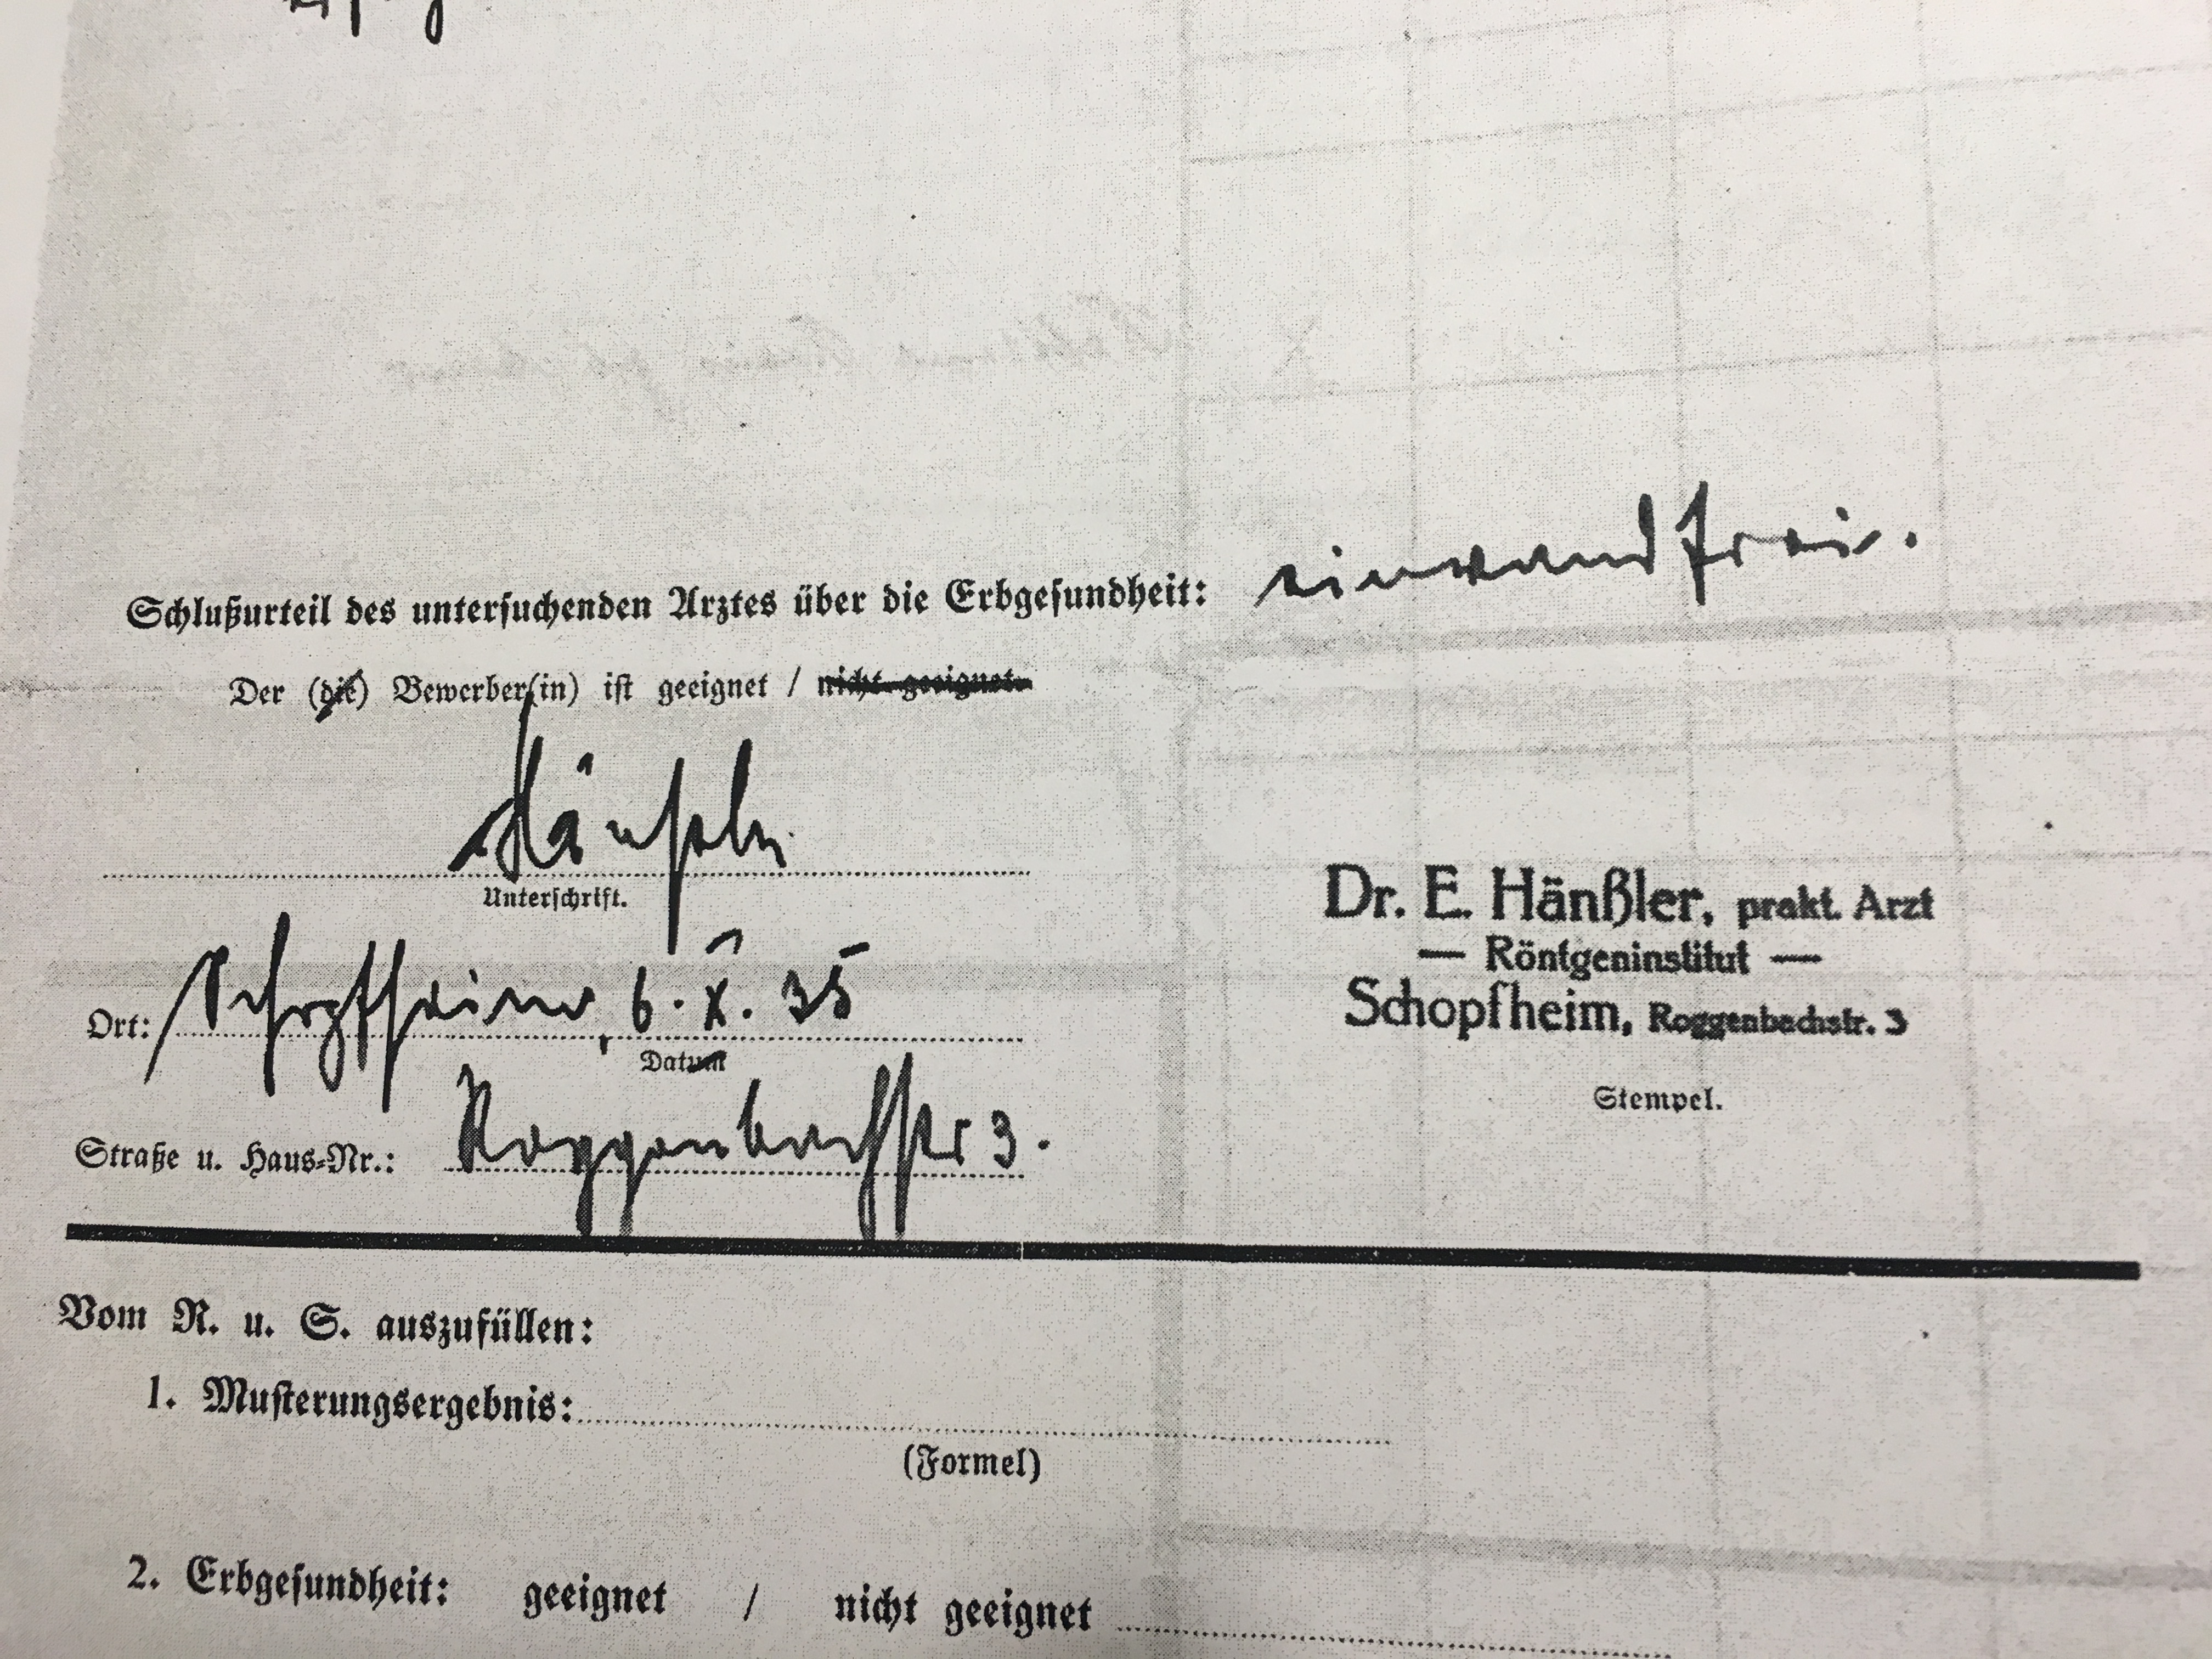 Schlußurteil des untersuchenden Arztes über die Erbgesundheit: einwandfrei.
Der (die) Bewerber(in) ist geeignet / nicht geeignet.
Hänßler
Unterschrift.
Dr. E. Hänßler, prakt. Arzt
— Röntgeninstitut —
Schopfheim, Roggenbachstr. 3
Stempel.
Ort: Schopfheim, 6. X. 35
Datum
Straße u. Haus-Nr.: Roggenbachstr 3.
Vom R. u. S. auszufüllen:
1. Musterungsergebnis:
(Formel)
2. Erbgesundheit: geeignet / nicht geeignet